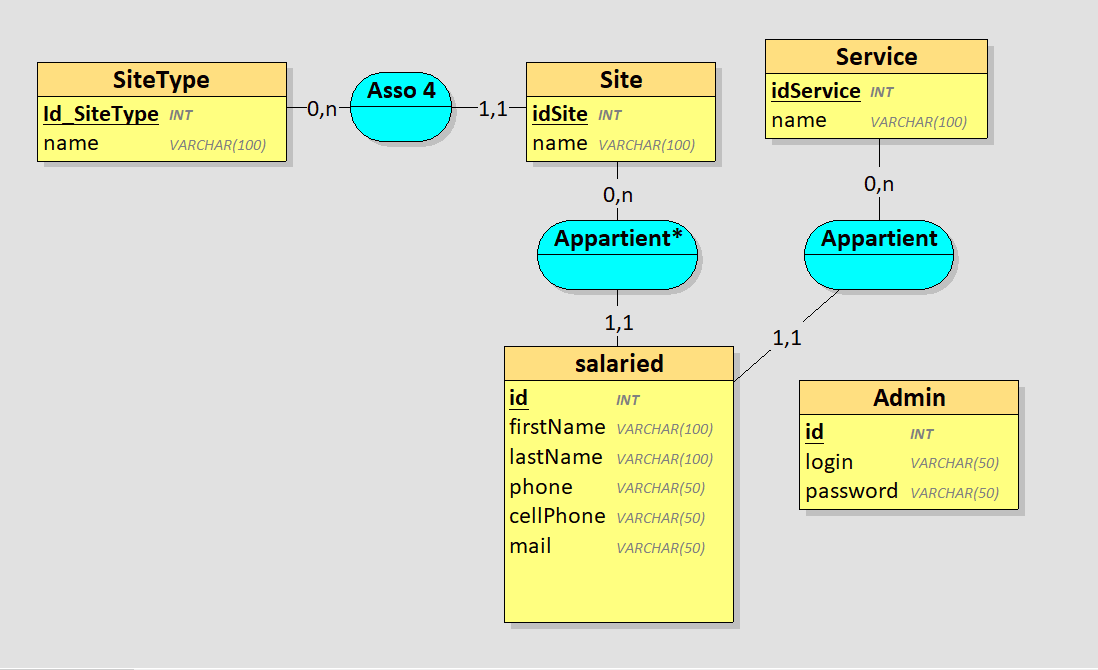 SiteType
Id_SiteType INT
name VARCHAR(100)
0,n
Asso 4
1,1
Site
idSite INT
name VARCHAR(100)
Service
idService INT
name VARCHAR(100)
0,n
0,n
Appartient*
Appartient
1,1
1,1
salaried
id INT
firstName VARCHAR(100)
lastName VARCHAR(100)
phone VARCHAR(50)
cellPhone VARCHAR(50)
mail VARCHAR(50)
Admin
id INT
login VARCHAR(50)
password VARCHAR(50)